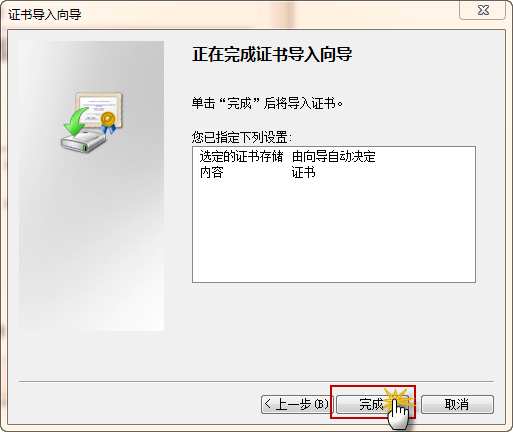 证书导入向导
正在完成证书导入向导
单击“完成”后将导入证书。
您已指定下列设置:
选定的证书存储 由向导自动决定
内容 证书
< 上一步(B) 完成 取消